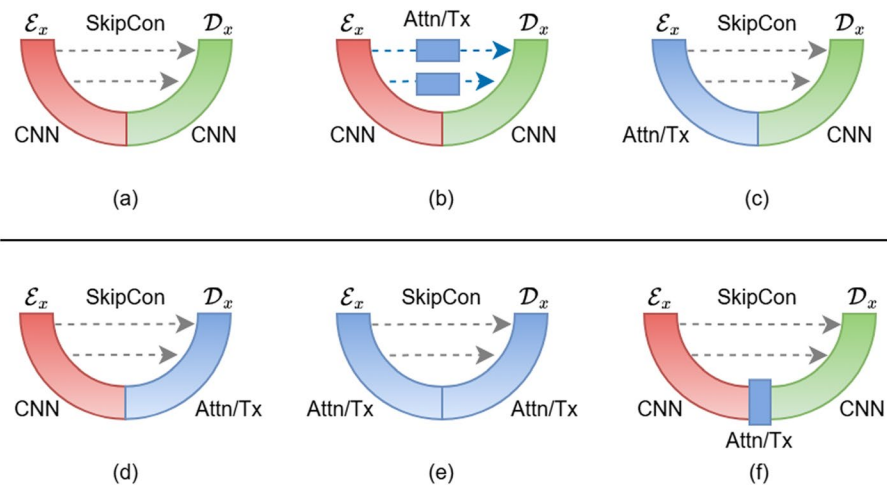 ℰₓ SkipCon 𝒟ₓ
CNN CNN
(a)
Attn/Tx
ℰₓ 𝒟ₓ
CNN CNN
(b)
ℰₓ SkipCon 𝒟ₓ
Attn/Tx CNN
(c)
ℰₓ SkipCon 𝒟ₓ
CNN Attn/Tx
(d)
ℰₓ SkipCon 𝒟ₓ
Attn/Tx Attn/Tx
(e)
ℰₓ SkipCon 𝒟ₓ
CNN CNN
Attn/Tx
(f)